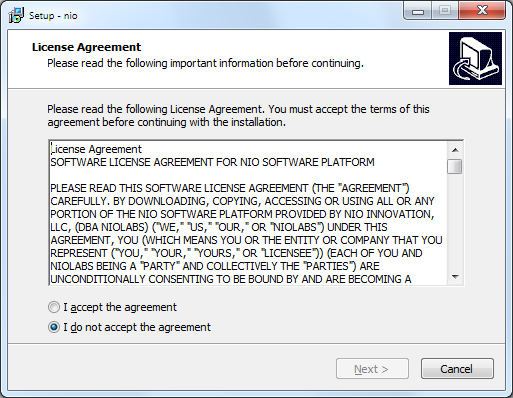 Setup - nio
License Agreement
Please read the following important information before continuing.
Please read the following License Agreement. You must accept the terms of this
agreement before continuing with the installation.
License Agreement
SOFTWARE LICENSE AGREEMENT FOR NIO SOFTWARE PLATFORM
PLEASE READ THIS SOFTWARE LICENSE AGREEMENT (THE "AGREEMENT")
CAREFULLY. BY DOWNLOADING, COPYING, ACCESSING OR USING ALL OR ANY
PORTION OF THE NIO SOFTWARE PLATFORM PROVIDED BY NIO INNOVATION,
LLC, (DBA NIOLABS) ("WE," "US," "OUR," OR "NIOLABS") UNDER THIS
AGREEMENT, YOU (WHICH MEANS YOU OR THE ENTITY OR COMPANY THAT YOU
REPRESENT ("YOU," "YOUR," "YOURS," OR "LICENSEE")) (EACH OF YOU AND
NIOLABS BEING A "PARTY" AND COLLECTIVELY THE "PARTIES") ARE
UNCONDITIONALLY CONSENTING TO BE BOUND BY AND ARE BECOMING A
I accept the agreement
I do not accept the agreement
Next >
Cancel